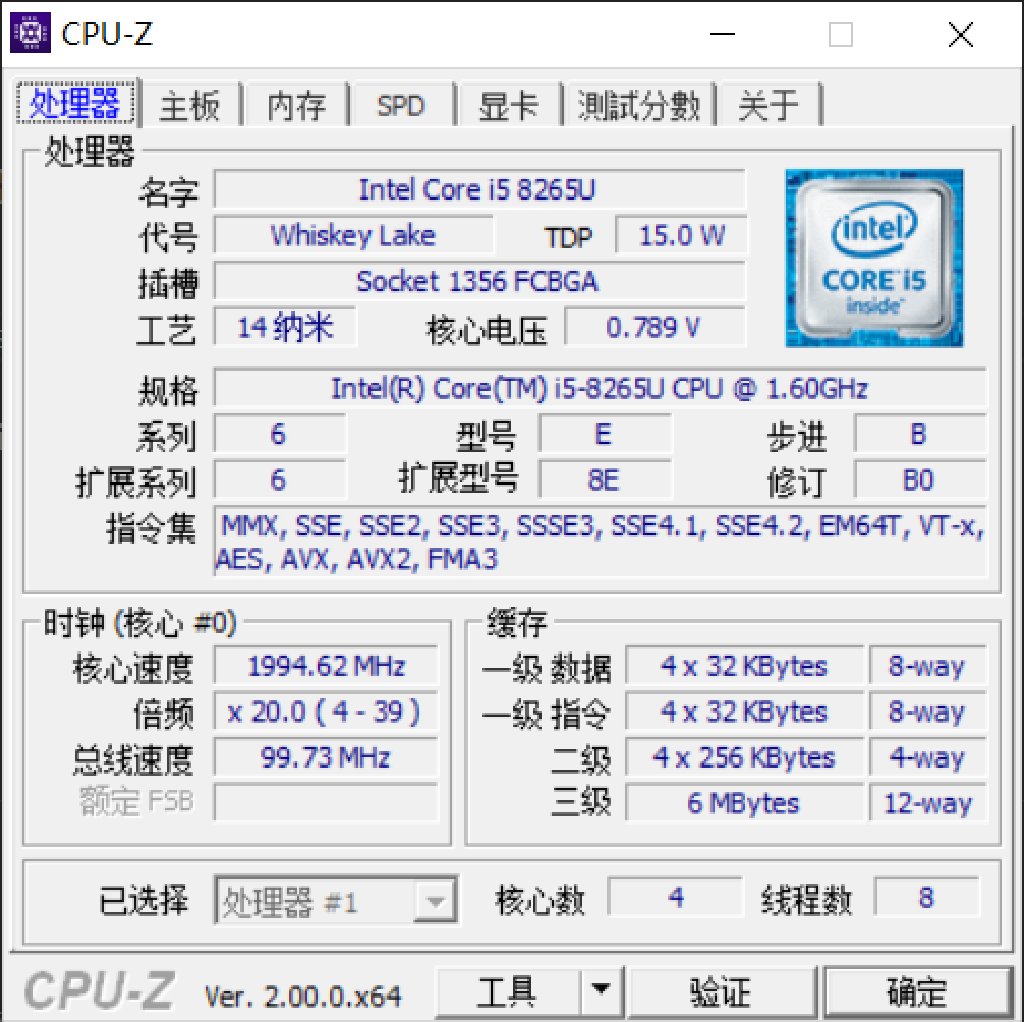 CPU-Z
处理器 主板 内存 SPD 显卡 測試分數 关于
处理器
名字 Intel Core i5 8265U
代号 Whiskey Lake TDP 15.0 W
插槽 Socket 1356 FCBGA
工艺 14 纳米 核心电压 0.789 V
intel
CORE i5
inside™
规格 Intel(R) Core(TM) i5-8265U CPU @ 1.60GHz
系列 6 型号 E 步进 B
扩展系列 6 扩展型号 8E 修订 B0
指令集 MMX, SSE, SSE2, SSE3, SSSE3, SSE4.1, SSE4.2, EM64T, VT-x,
AES, AVX, AVX2, FMA3
时钟 (核心 #0)
核心速度 1994.62 MHz
倍频 x 20.0 ( 4 - 39 )
总线速度 99.73 MHz
额定 FSB
缓存
一级 数据 4 x 32 KBytes 8-way
一级 指令 4 x 32 KBytes 8-way
二级 4 x 256 KBytes 4-way
三级 6 MBytes 12-way
已选择 处理器 #1 核心数 4 线程数 8
CPU-Z Ver. 2.00.0.x64 工具 验证 确定